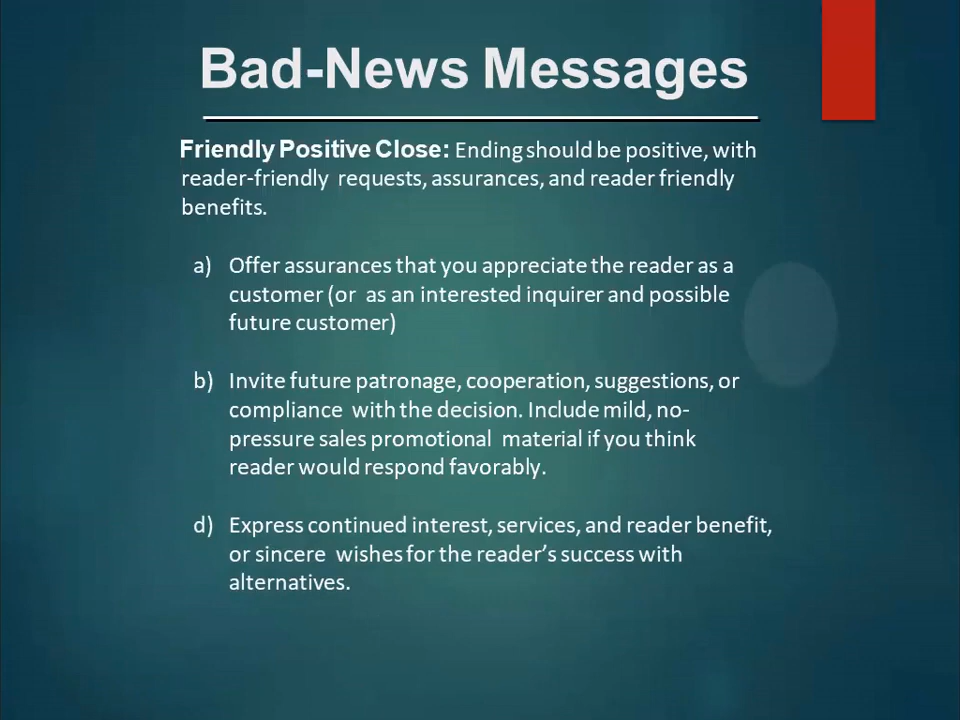 Bad-News Messages
Friendly Positive Close: Ending should be positive, with
reader-friendly requests, assurances, and reader friendly
benefits.
a) Offer assurances that you appreciate the reader as a
customer (or as an interested inquirer and possible
future customer)
b) Invite future patronage, cooperation, suggestions, or
compliance with the decision. Include mild, no-
pressure sales promotional material if you think
reader would respond favorably.
d) Express continued interest, services, and reader benefit,
or sincere wishes for the reader’s success with
alternatives.